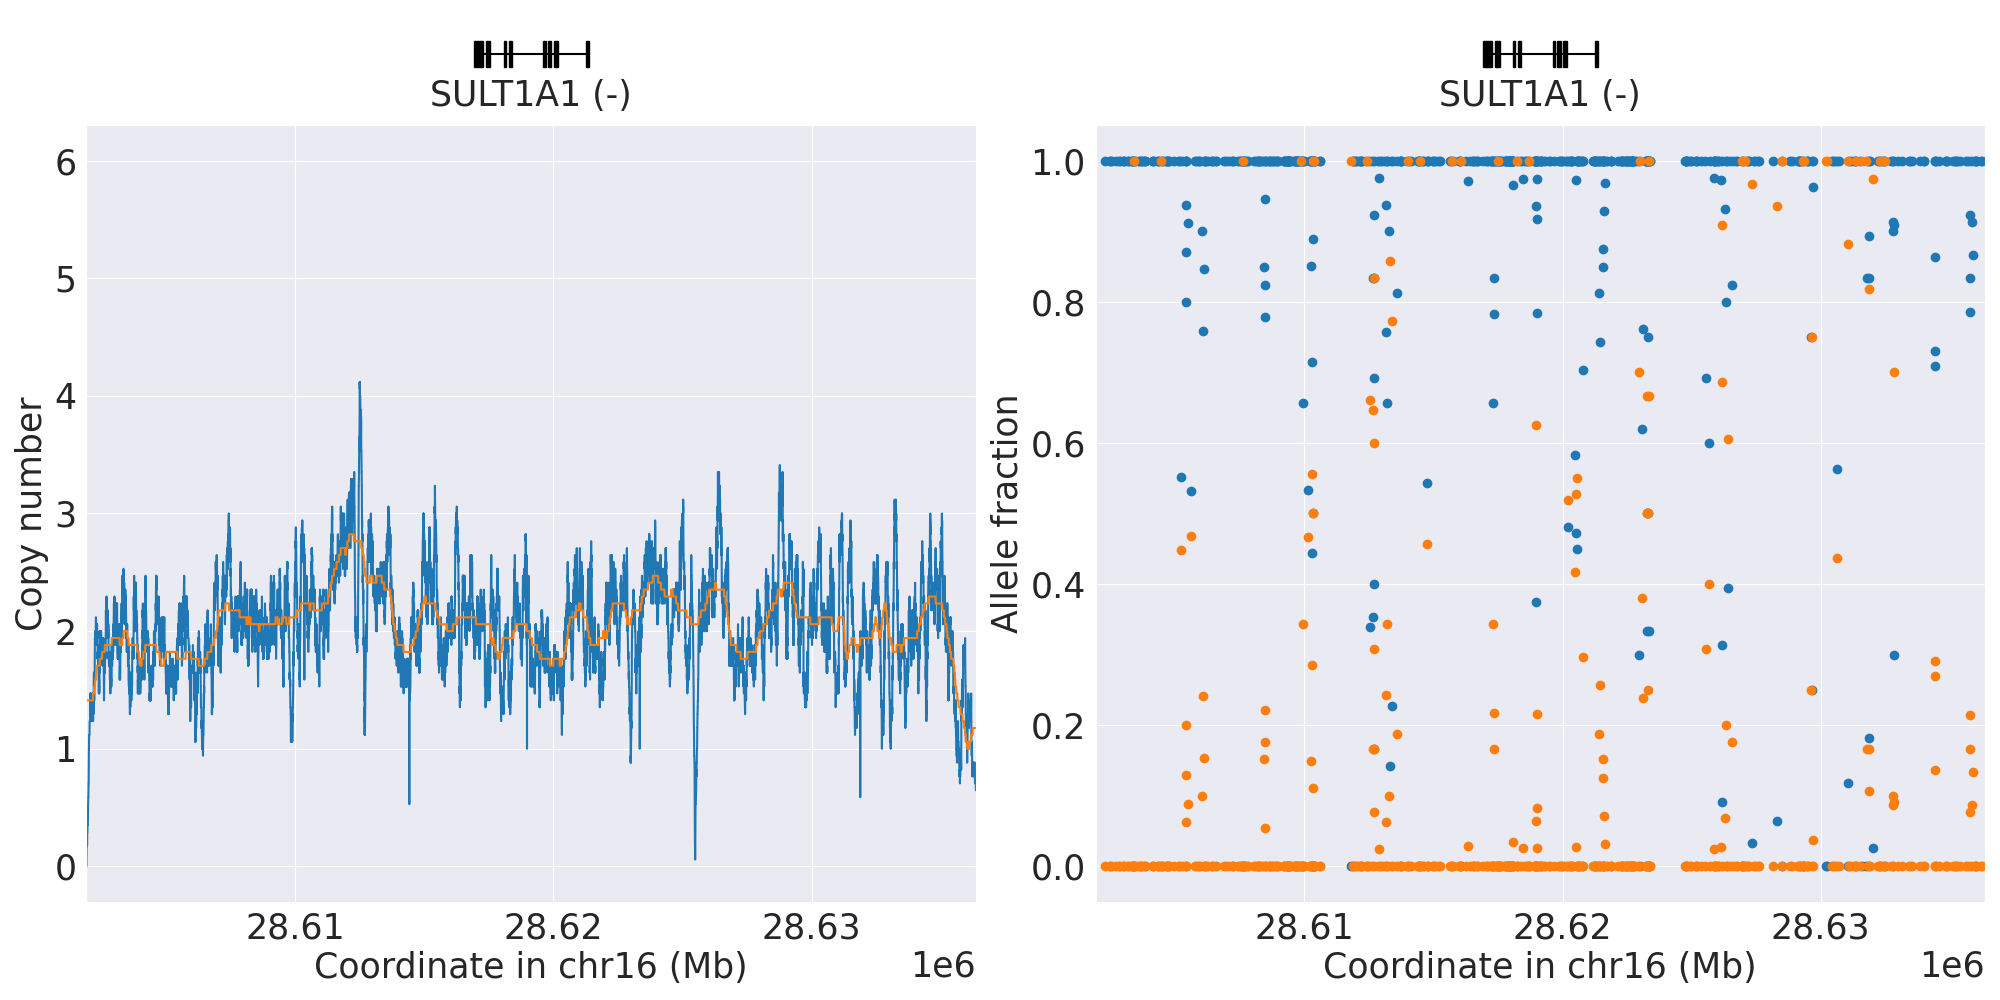 SULT1A1 (-)
6
5
4
3
2
1
0
Copy number
28.61
28.62
28.63
Coordinate in chr16 (Mb)
1e6
SULT1A1 (-)
1.0
0.8
0.6
0.4
0.2
0.0
Allele fraction
28.61
28.62
28.63
Coordinate in chr16 (Mb)
1e6